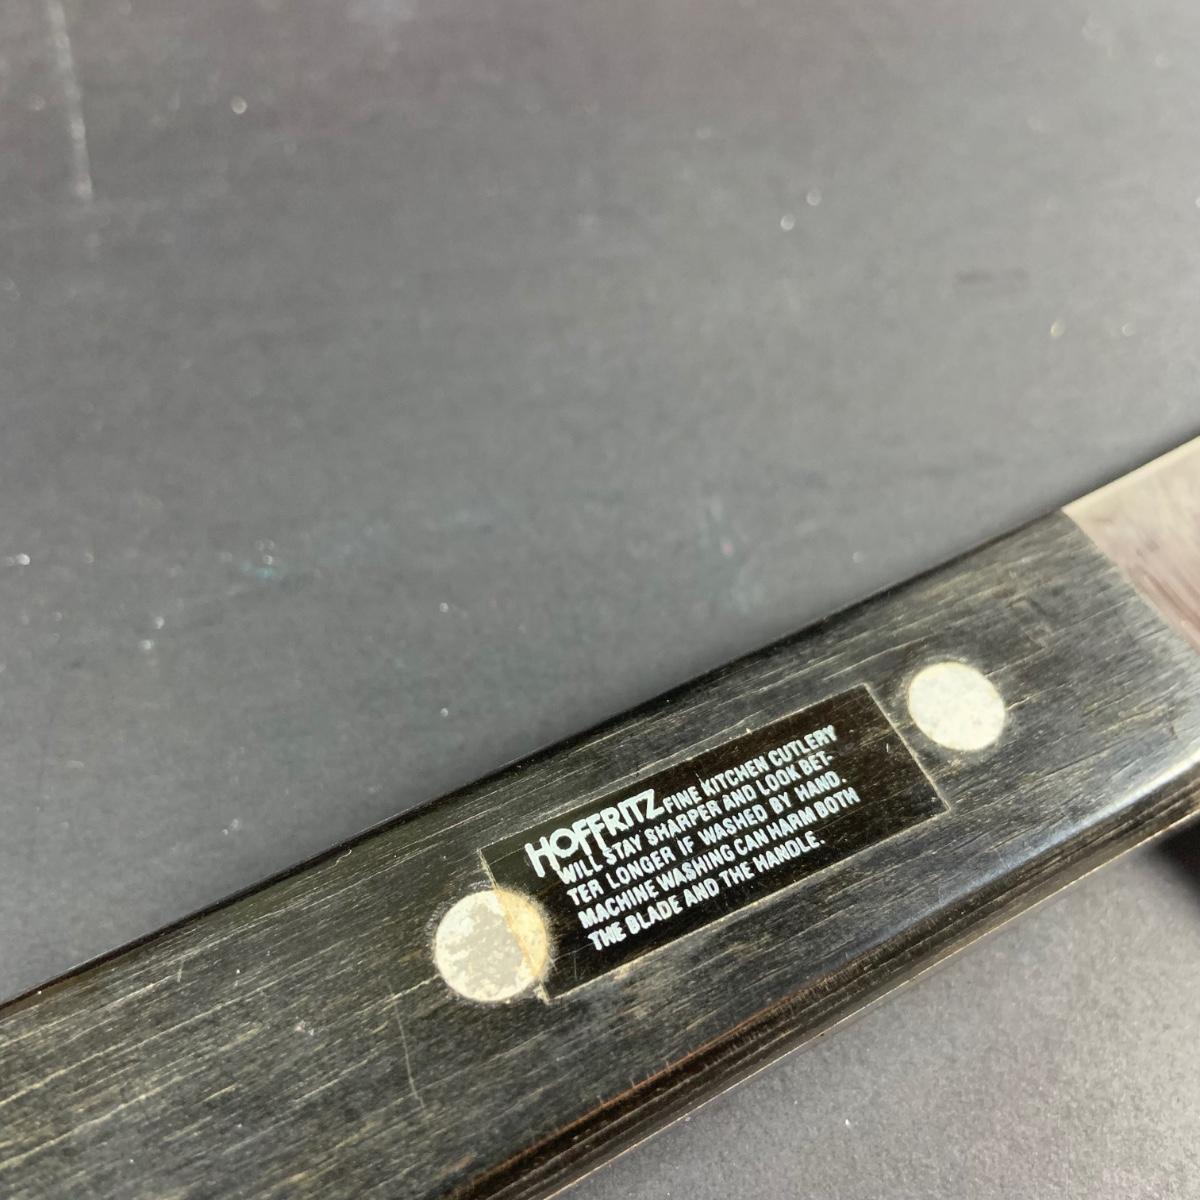 HOFFRITZ FINE KITCHEN CUTLERY
WILL STAY SHARPER AND LOOK BET-
TER LONGER IF WASHED BY HAND.
MACHINE WASHING CAN HARM BOTH
THE BLADE AND THE HANDLE.